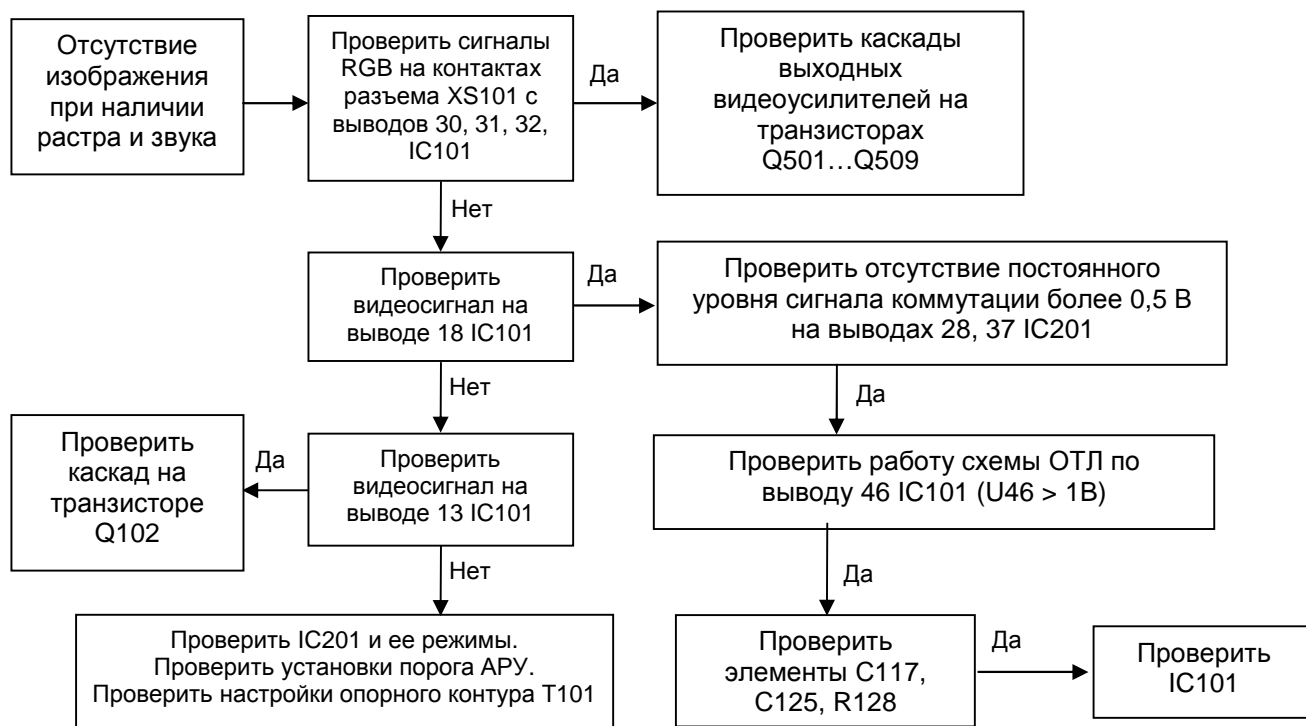 Отсутствие
изображения
при наличии
растра и звука
Проверить сигналы
RGB на контактах
разъема XS101 с
выводов 30, 31, 32,
IC101
Да
Проверить каскады
выходных
видеоусилителей на
транзисторах
Q501…Q509
Нет
Проверить
видеосигнал на
выводе 18 IC101
Да
Проверить отсутствие постоянного
уровня сигнала коммутации более 0,5 В
на выводах 28, 37 IC201
Нет
Да
Проверить
каскад на
транзисторе
Q102
Да
Проверить
видеосигнал на
выводе 13 IC101
Проверить работу схемы ОТЛ по
выводу 46 IC101 (U46 > 1В)
Нет
Да
Проверить IC201 и ее режимы.
Проверить установки порога АРУ.
Проверить настройки опорного контура Т101
Проверить
элементы С117,
С125, R128
Да
Проверить
IC101